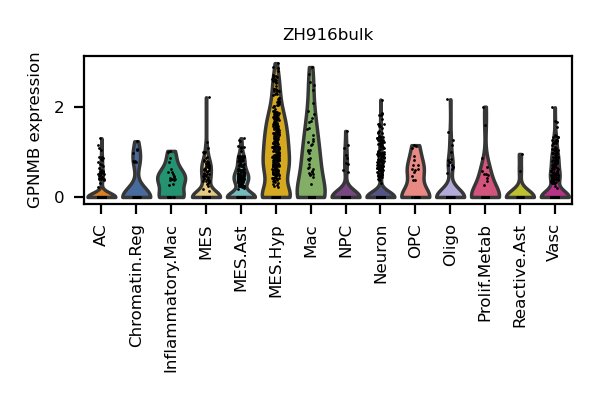 ZH916bulk
GPNMB expression
2
0
AC
Chromatin.Reg
Inflammatory.Mac
MES
MES.Ast
MES.Hyp
Mac
NPC
Neuron
OPC
Oligo
Prolif.Metab
Reactive.Ast
Vasc